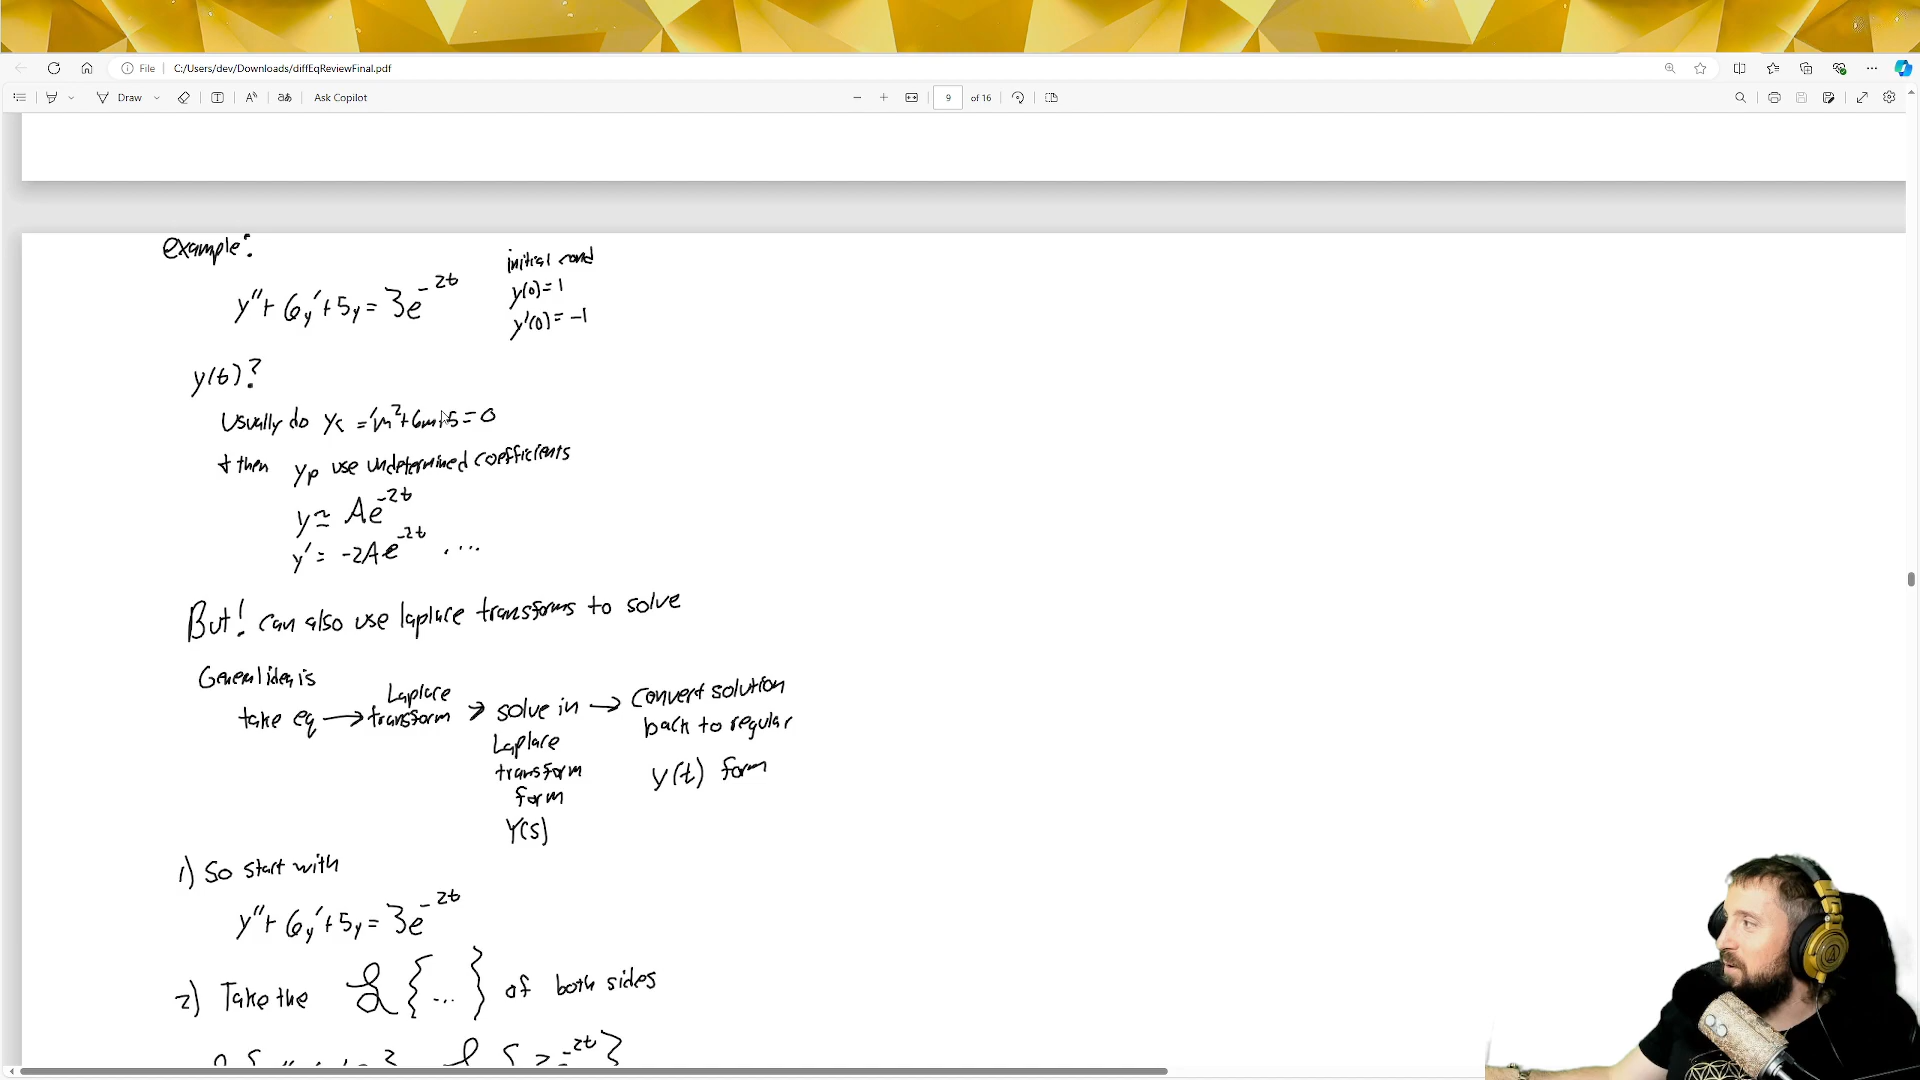 File
C:/Users/dev/Downloads/diffEqReviewFinal.pdf
Draw
Ask Copilot
9
of 16
example:
y"+ 6y'+5y = 3e^-2t
initial cond
y(0)=1
y'(0)= -1
y(t)?
Usually do yc = m²+6m+5=0
+ then yp use undetermined coefficients
y= Ae^-2t
y'= -2Ae^-2t ....
But! can also use laplace transforms to solve
General idea is
take eq → Laplace transform → solve in Laplace transform form Y(s) → Convert solution back to regular y(t) form
1) So start with
y"+ 6y'+5y = 3e^-2t
2) Take the ℒ{...} of both sides